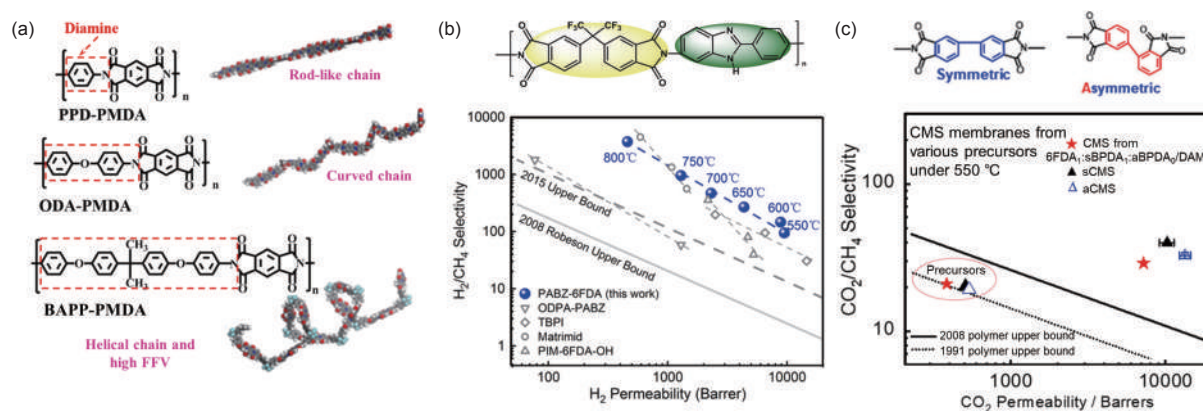 (a)
Diamine
N
O
O
O
O
N
n
PPD-PMDA
Rod-like chain
O
N
O
O
O
O
N
n
ODA-PMDA
Curved chain
O
CH3
CH3
O
N
O
O
O
O
N
n
BAPP-PMDA
Helical chain and
high FFV
(b)
F3C
CF3
O
O
O
O
N
N
N
N
H
n
H2/CH4 Selectivity
10000
1000
100
10
1
800℃
750℃
700℃
650℃
600℃
550℃
2015 Upper Bound
2008 Robeson Upper Bound
PABZ-6FDA (this work)
ODPA-PABZ
TBPI
Matrimid
PIM-6FDA-OH
100
1000
10000
H2 Permeability (Barrer)
(c)
O
O
O
O
N
N
Symmetric
O
O
O
O
N
N
Asymmetric
CO2/CH4 Selectivity
100
10
CMS membranes from
various precursors
under 550 ℃
CMS from
6FDA1:sBPDA1:aBPDA0/DAM
sCMS
aCMS
Precursors
2008 polymer upper bound
1991 polymer upper bound
1000
10000
CO2 Permeability / Barrers